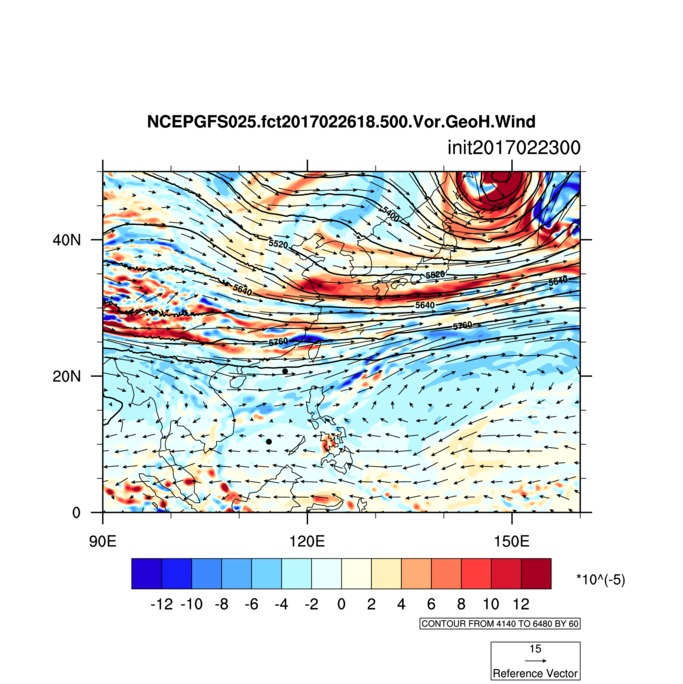 NCEPGFS025.fct2017022618.500.Vor.GeoH.Wind
init2017022300
5400
5520
40N
5820
5640
5640
5640
5760
5760
20N
0
90E 120E 150E
-12 -10 -8 -6 -4 -2 0 2 4 6 8 10 12
*10^(-5)
CONTOUR FROM 4140 TO 6480 BY 60
15
Reference Vector